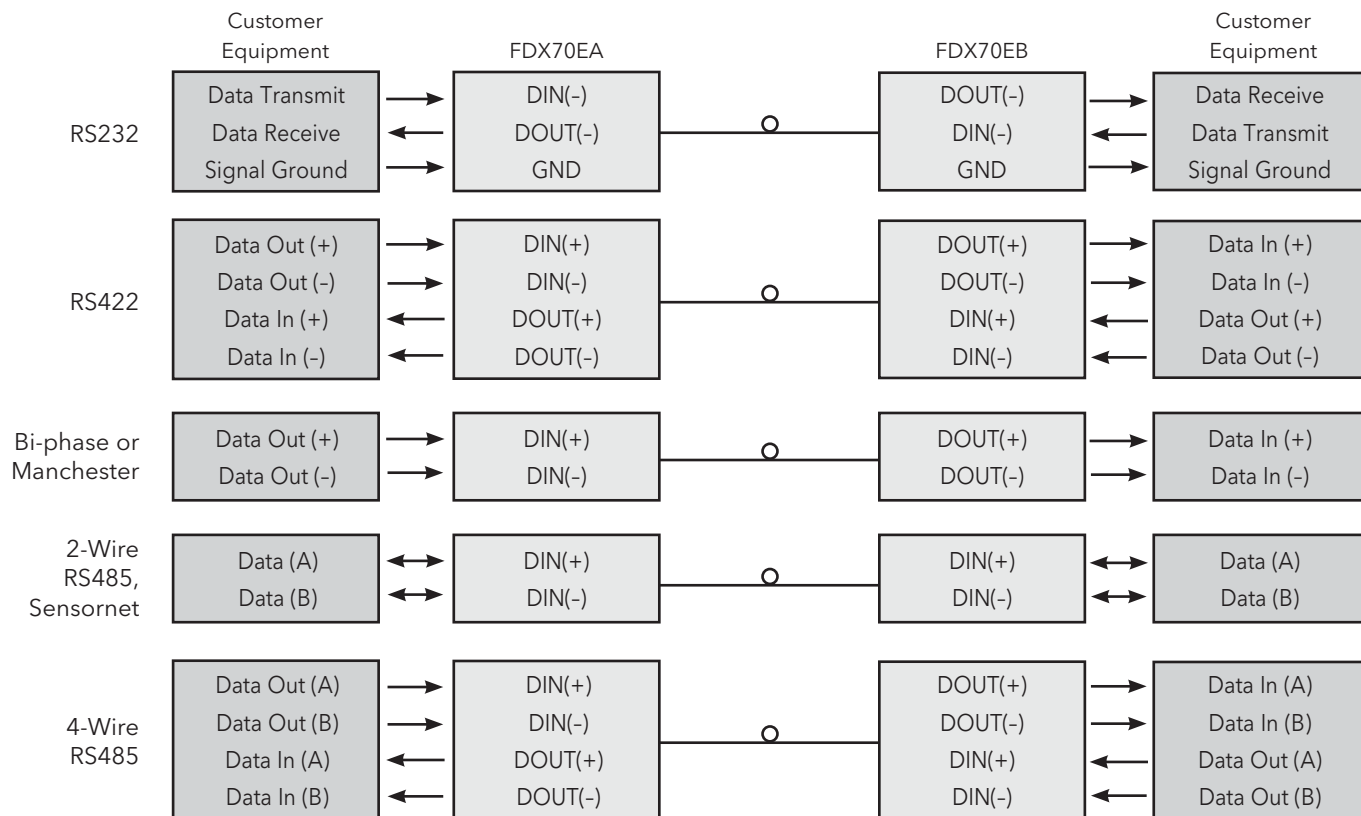 Customer
Equipment
FDX70EA
FDX70EB
Customer
Equipment
RS232
Data Transmit
Data Receive
Signal Ground
DIN(–)
DOUT(–)
GND
DOUT(–)
DIN(–)
GND
Data Receive
Data Transmit
Signal Ground
RS422
Data Out (+)
Data Out (–)
Data In (+)
Data In (–)
DIN(+)
DIN(–)
DOUT(+)
DOUT(–)
DOUT(+)
DOUT(–)
DIN(+)
DIN(–)
Data In (+)
Data In (–)
Data Out (+)
Data Out (–)
Bi-phase or
Manchester
Data Out (+)
Data Out (–)
DIN(+)
DIN(–)
DOUT(+)
DOUT(–)
Data In (+)
Data In (–)
2-Wire
RS485,
Sensornet
Data (A)
Data (B)
DIN(+)
DIN(–)
DIN(+)
DIN(–)
Data (A)
Data (B)
4-Wire
RS485
Data Out (A)
Data Out (B)
Data In (A)
Data In (B)
DIN(+)
DIN(–)
DOUT(+)
DOUT(–)
DOUT(+)
DOUT(–)
DIN(+)
DIN(–)
Data In (A)
Data In (B)
Data Out (A)
Data Out (B)